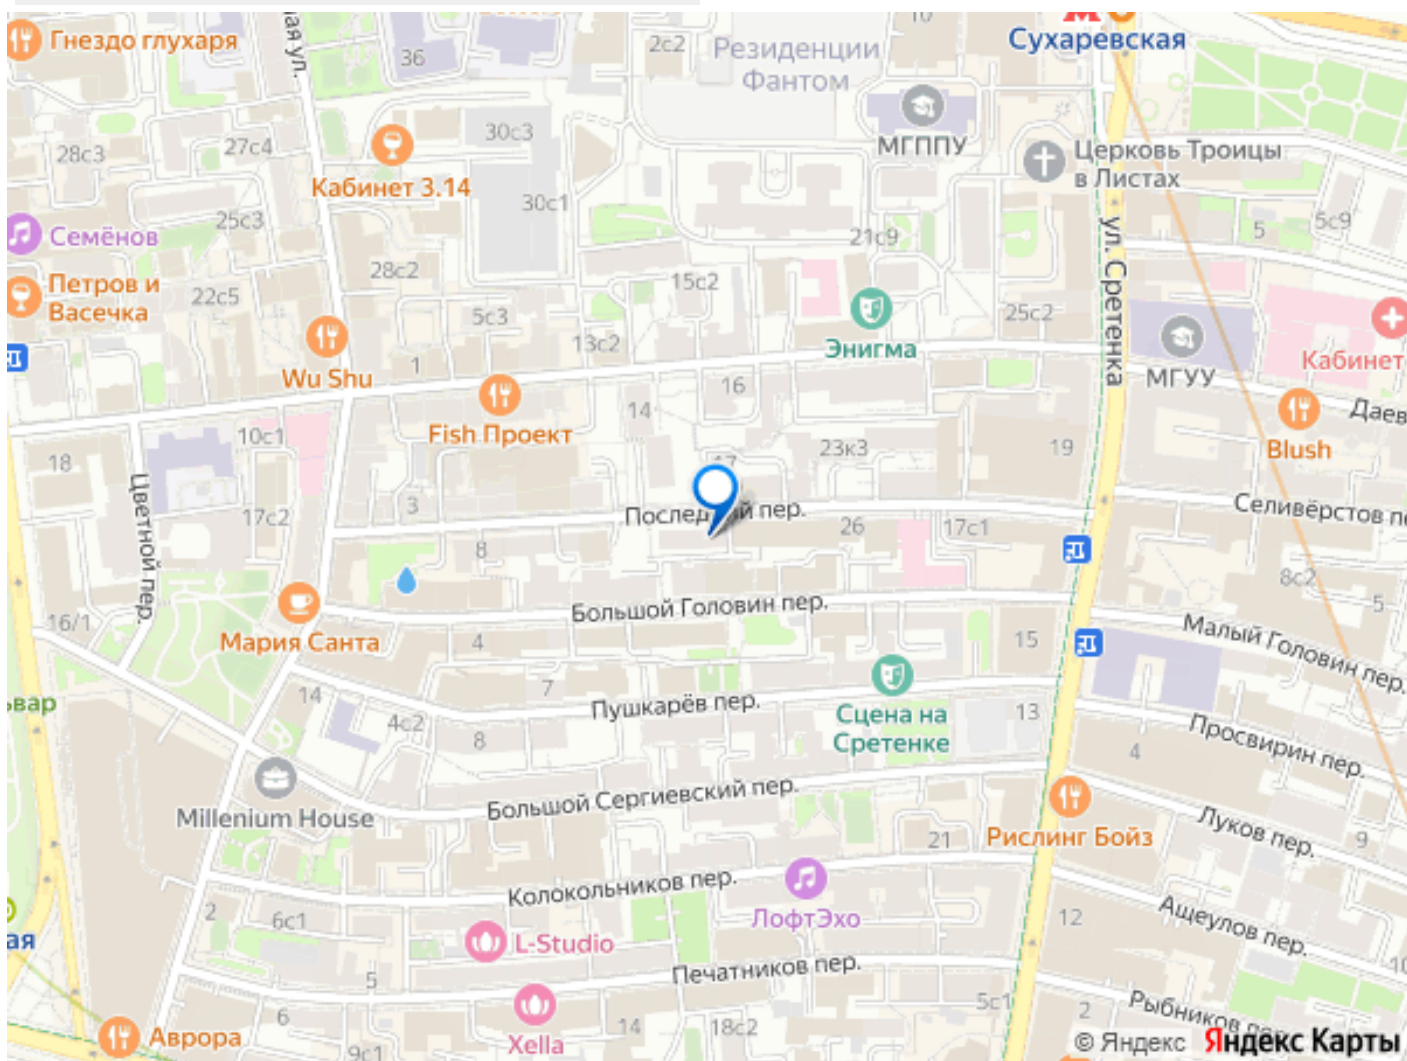 Гнездо глухаря
36
2с2
10
Резиденции
Фантом
Сухаревская
28с3
27с4
30с3
МГППУ
Церковь Троицы
в Листах
Кабинет 3.14
30с1
25с3
Семёнов
21с9
ул. Сретенка
5
5с9
28с2
15с2
Петров и
Васечка
22с5
5с3
25с2
13с2
Энигма
Кабинет
Wu Shu
1
16
МГУУ
14
Fish Проект
10с1
18
23к3
19
Blush
17
Цветной пер.
3
17с2
26
17с1
8
8с2
5
16/1
Большой Головин пер.
Мария Санта
4
15
Малый Головин пер.
14
7
Пушкарёв пер.
4с2
8
Сцена на
Сретенке
13
Просвирин пер.
4
Большой Сергиевский пер.
Millenium House
Луков пер.
9
21
Рислинг Бойз
Колокольников пер.
2
6с1
ЛофтЭхо
12
Ащеулов пер.
L-Studio
5
Печатников пер.
10
6
5с1
2
Аврора
9с1
Xella
14
18с2
© Яндекс Яндекс Карты